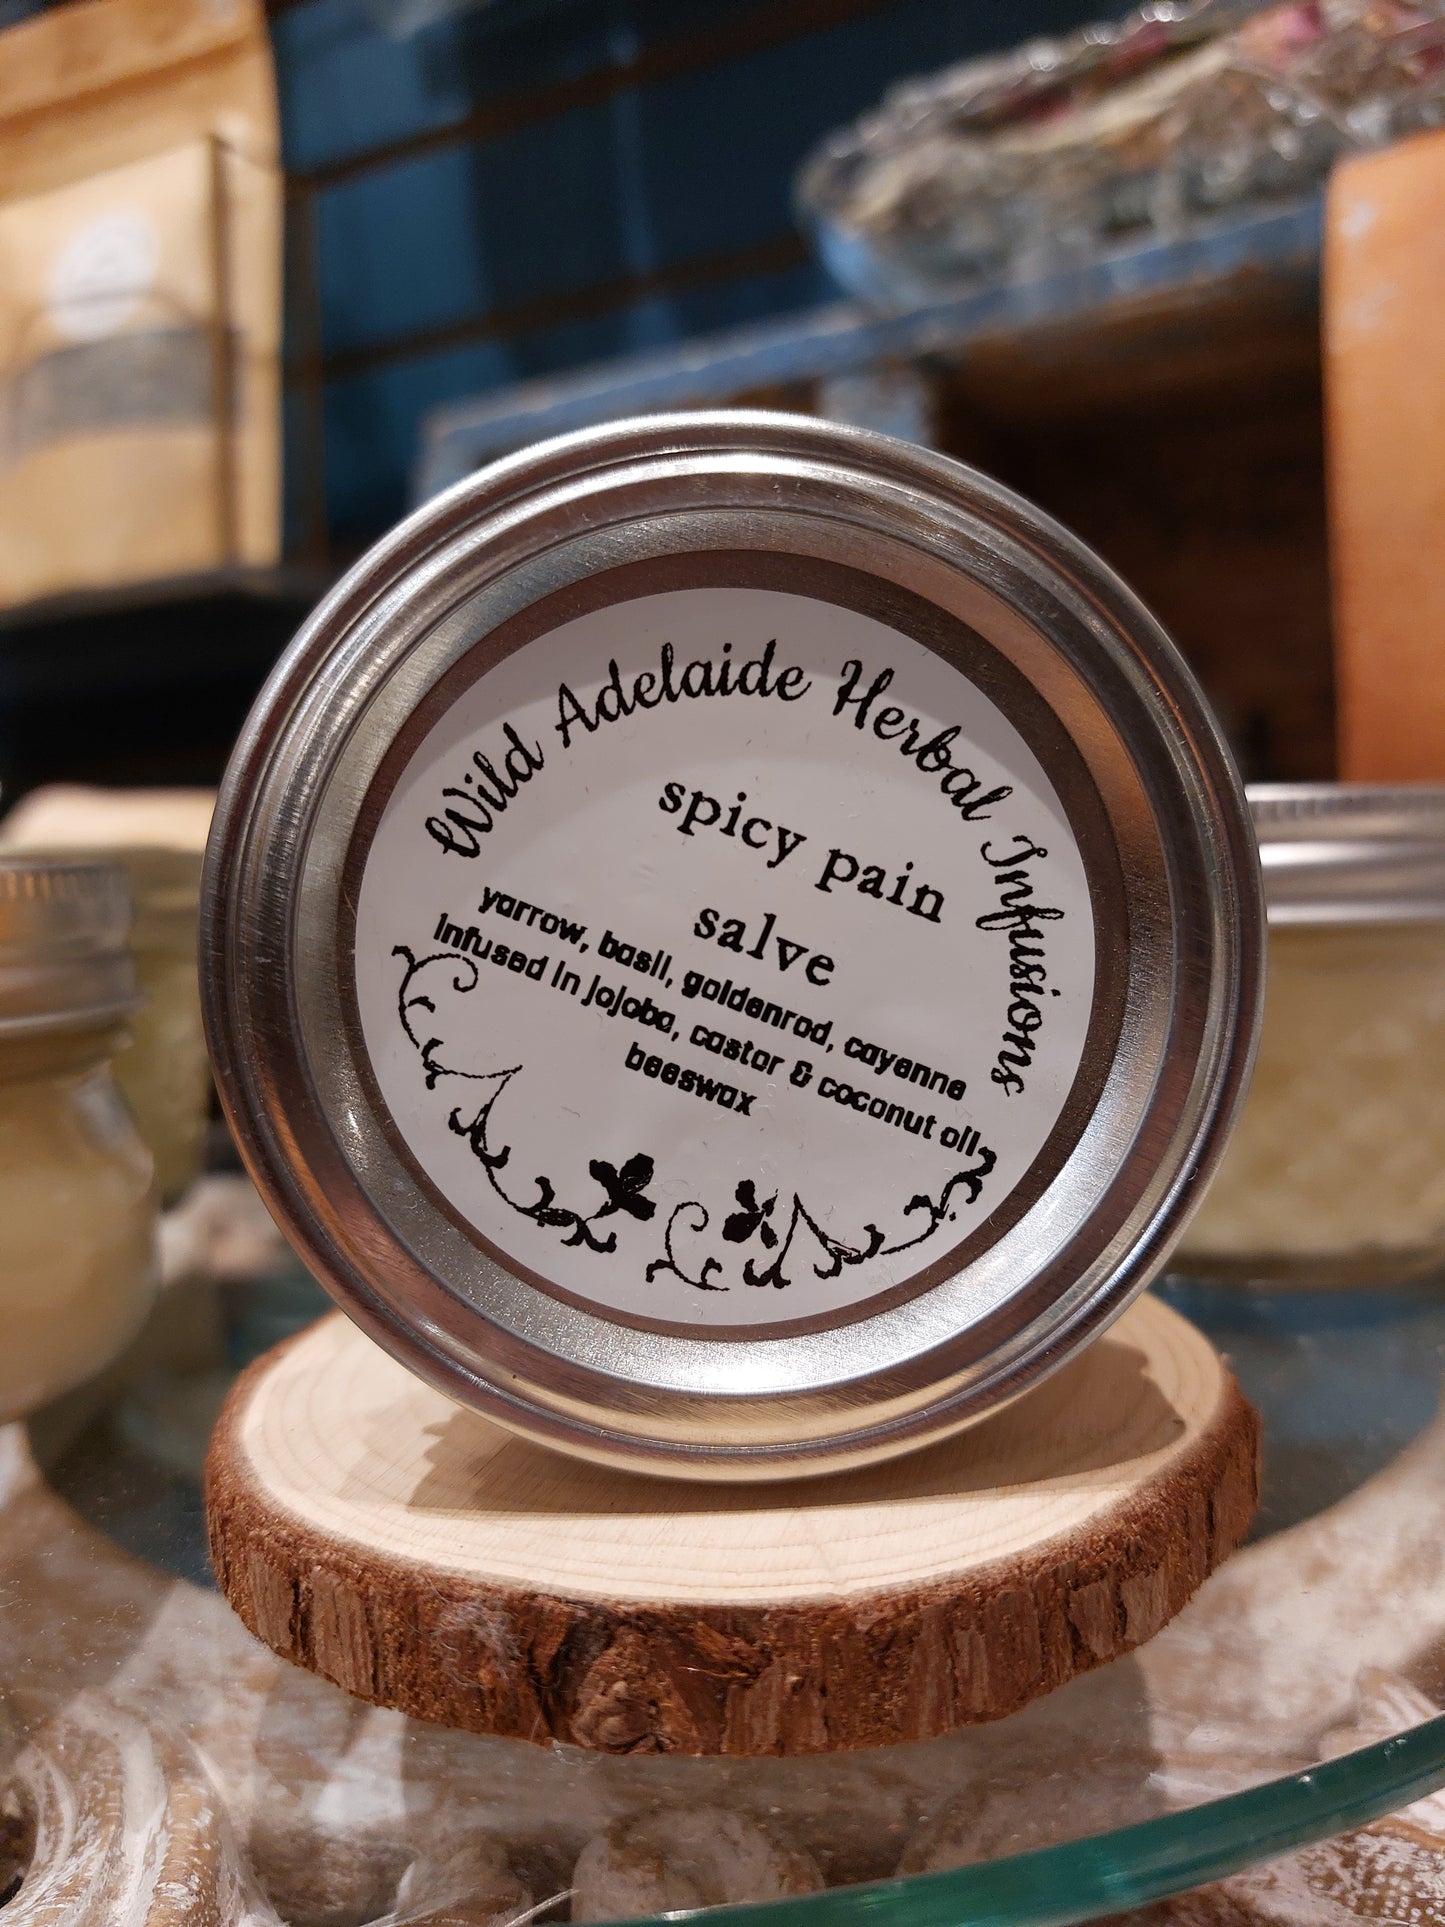 Wild Adelaide Herbal Infusions
spicy pain
salve
yarrow, basil, goldenrod, cayenne
infused in jojoba, castor & coconut oil,
beeswax